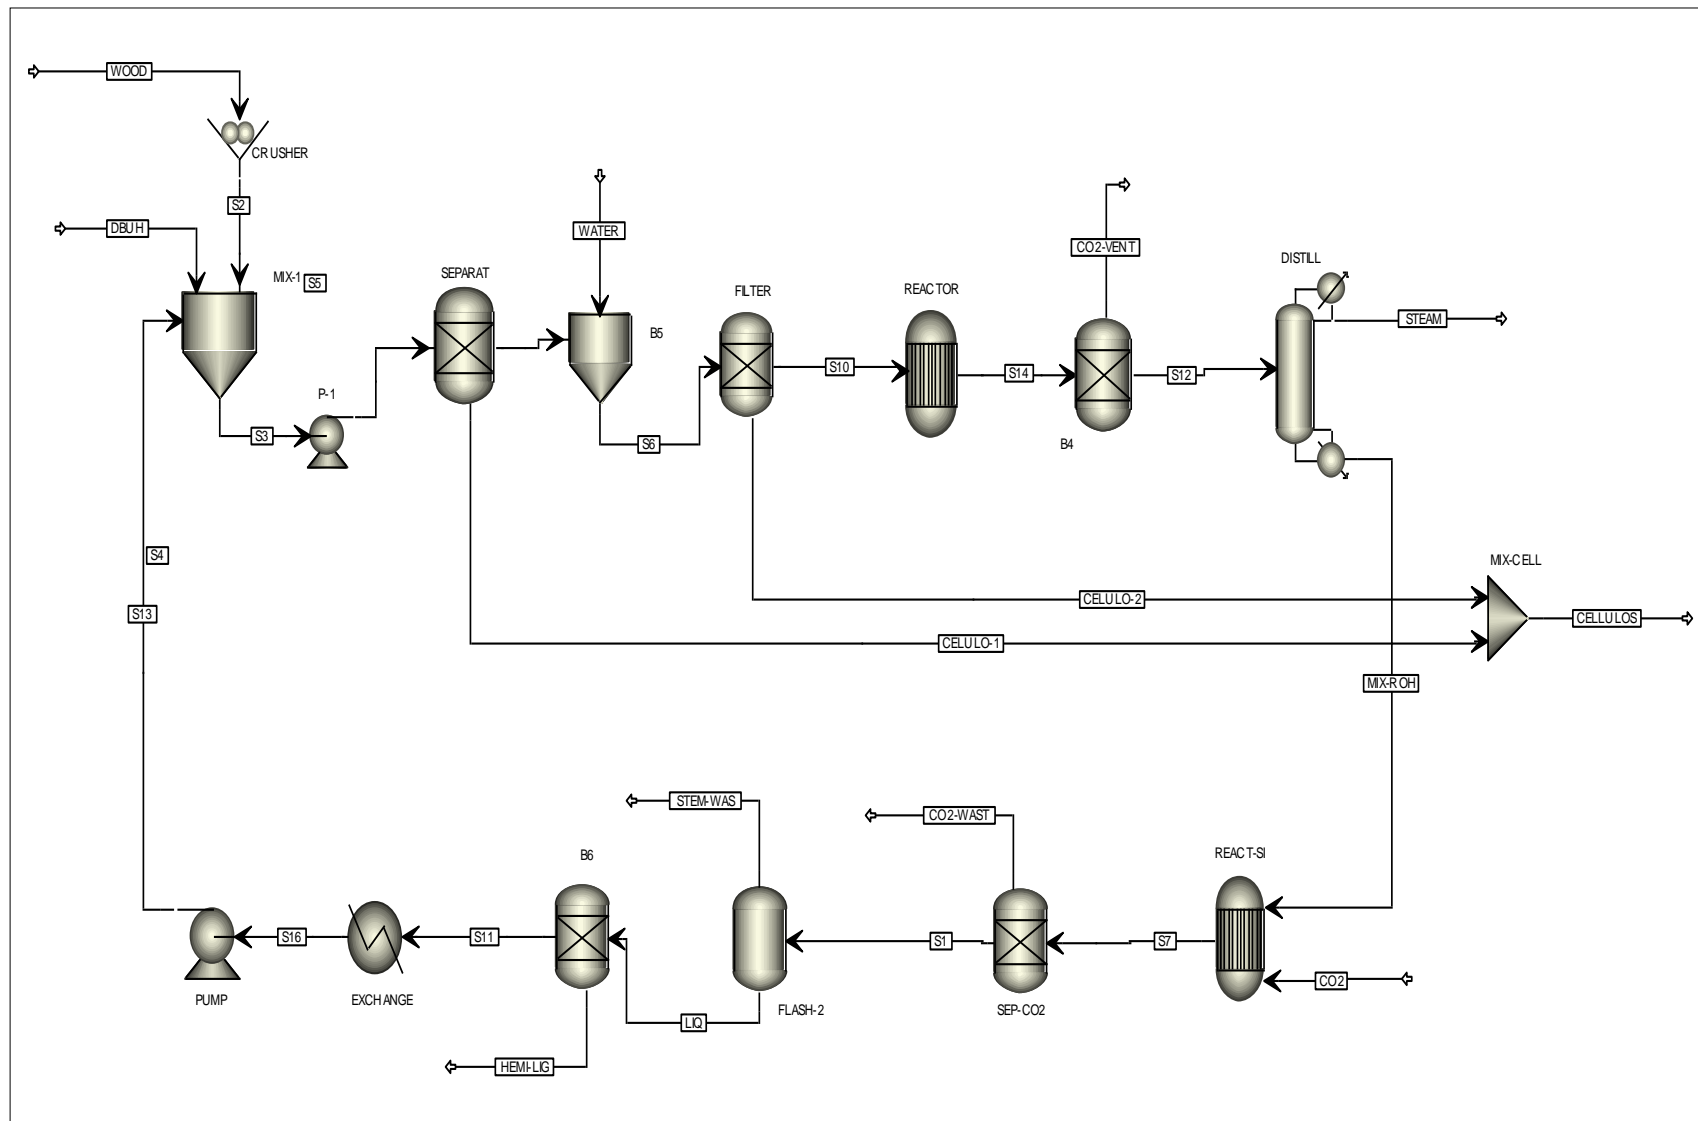 WOOD
CRUSHER
S2
DBUH
MIX-1
S5
WATER
CO2-VENT
SEPARAT
B5
FILTER
REACTOR
DISTILL
STEAM
P-1
S3
S6
S10
S14
S12
B4
S4
S13
CELULO-2
CELULO-1
MIX-CELL
CELLULOS
MIX-ROH
STEM-WAS
CO2-WAST
B6
REACT-SI
S16
S11
S1
S7
CO2
PUMP
EXCHANGE
LIQ
FLASH-2
SEP-CO2
HEMI-LIG